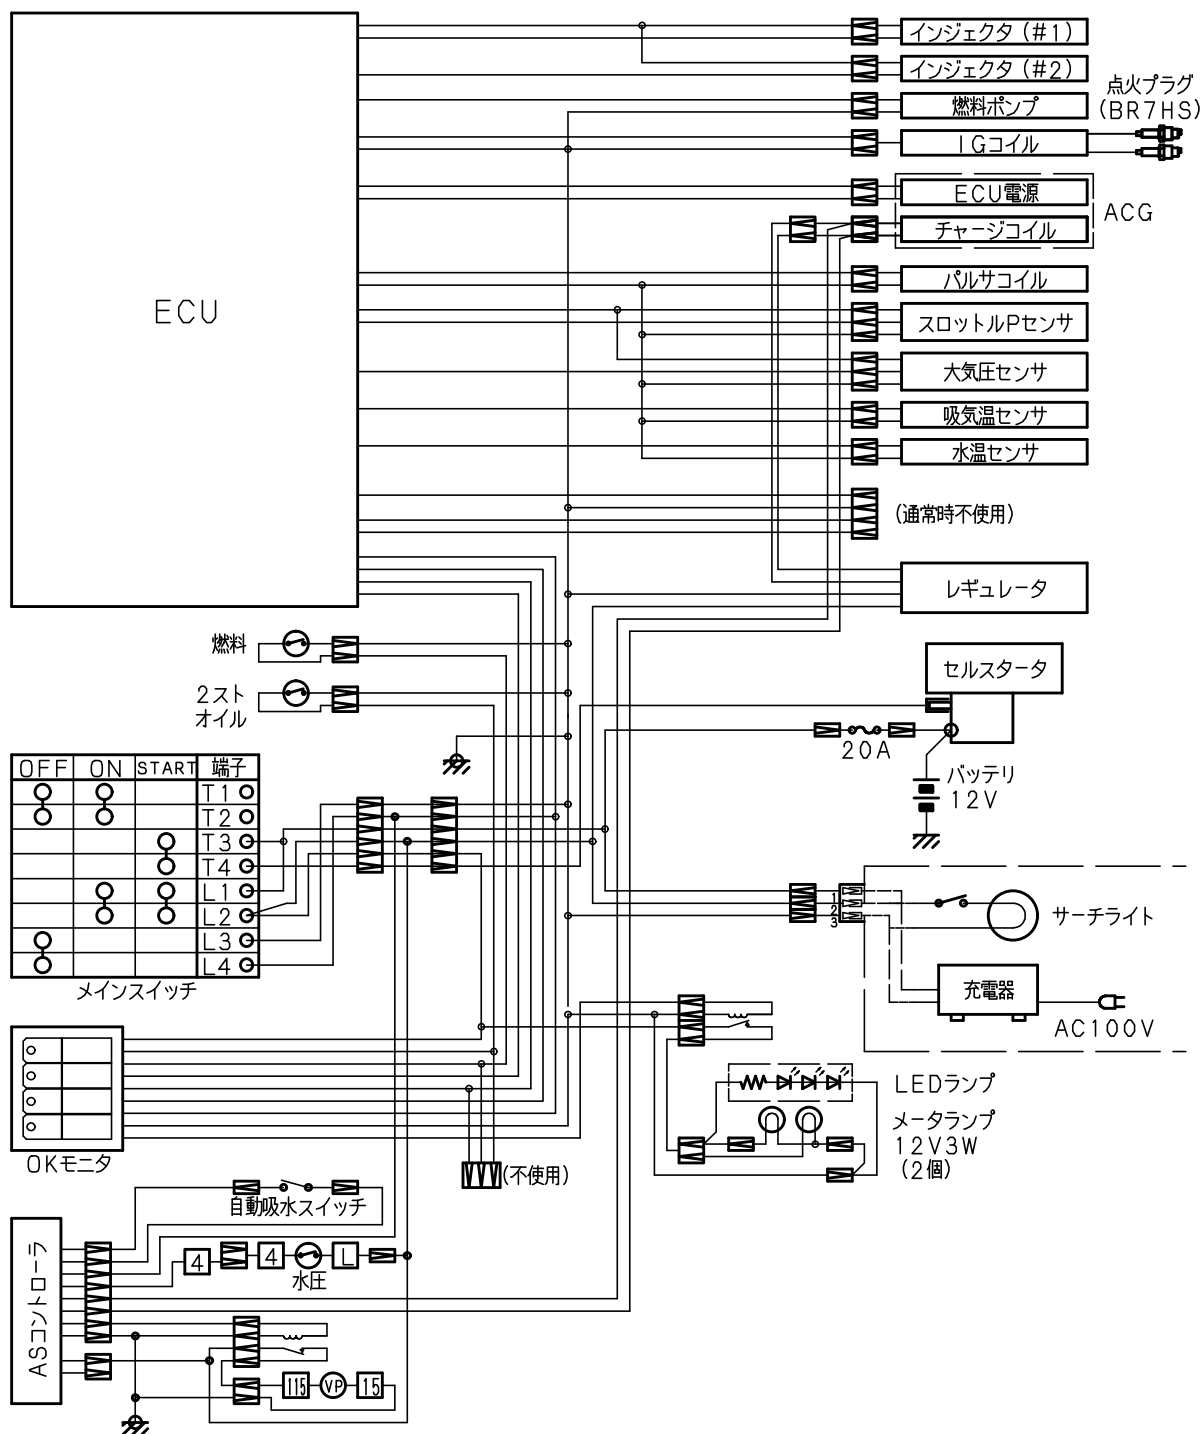 ECU
インジェクタ(#1)
インジェクタ(#2)
燃料ポンプ
点火プラグ
(BR7HS)
IGコイル
ECU電源
チャージコイル
ACG
パルサコイル
スロットルPセンサ
大気圧センサ
吸気温センサ
水温センサ
(通常時不使用)
レギュレータ
燃料
2スト
オイル
セルスタータ
20A
バッテリ
12V
OFF ON START 端子
T1
T2
T3
T4
L1
L2
L3
L4
メインスイッチ
1
2
3
サーチライト
充電器
AC100V
LEDランプ
メータランプ
12V3W
(2個)
OKモニタ
(不使用)
自動吸水スイッチ
ASコントローラ
4 4 L
水圧
115 VP 15